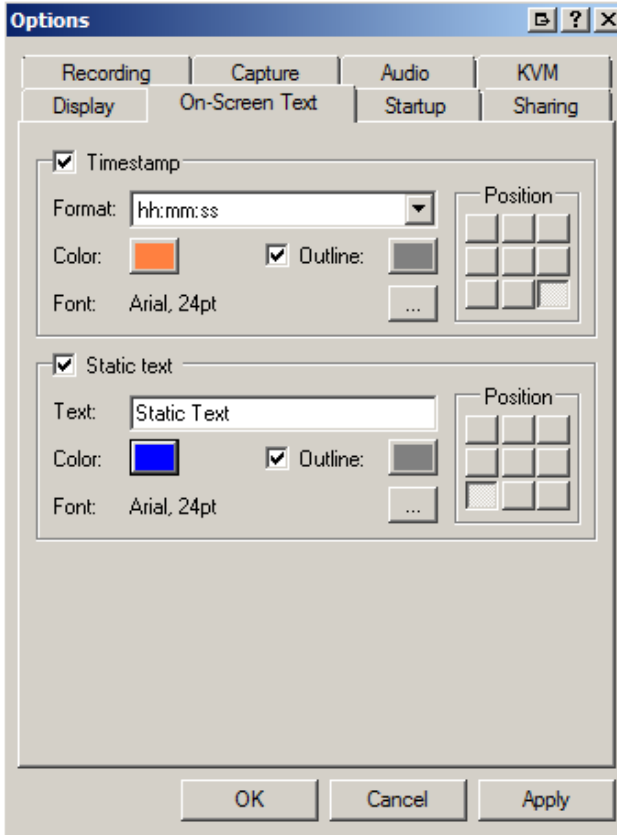 Options
Recording Capture Audio KVM
Display On-Screen Text Startup Sharing
Timestamp
Format: hh:mm:ss
Position
Color: Outline:
Font: Arial, 24pt ...
Static text
Text: Static Text
Position
Color: Outline:
Font: Arial, 24pt ...
OK Cancel Apply